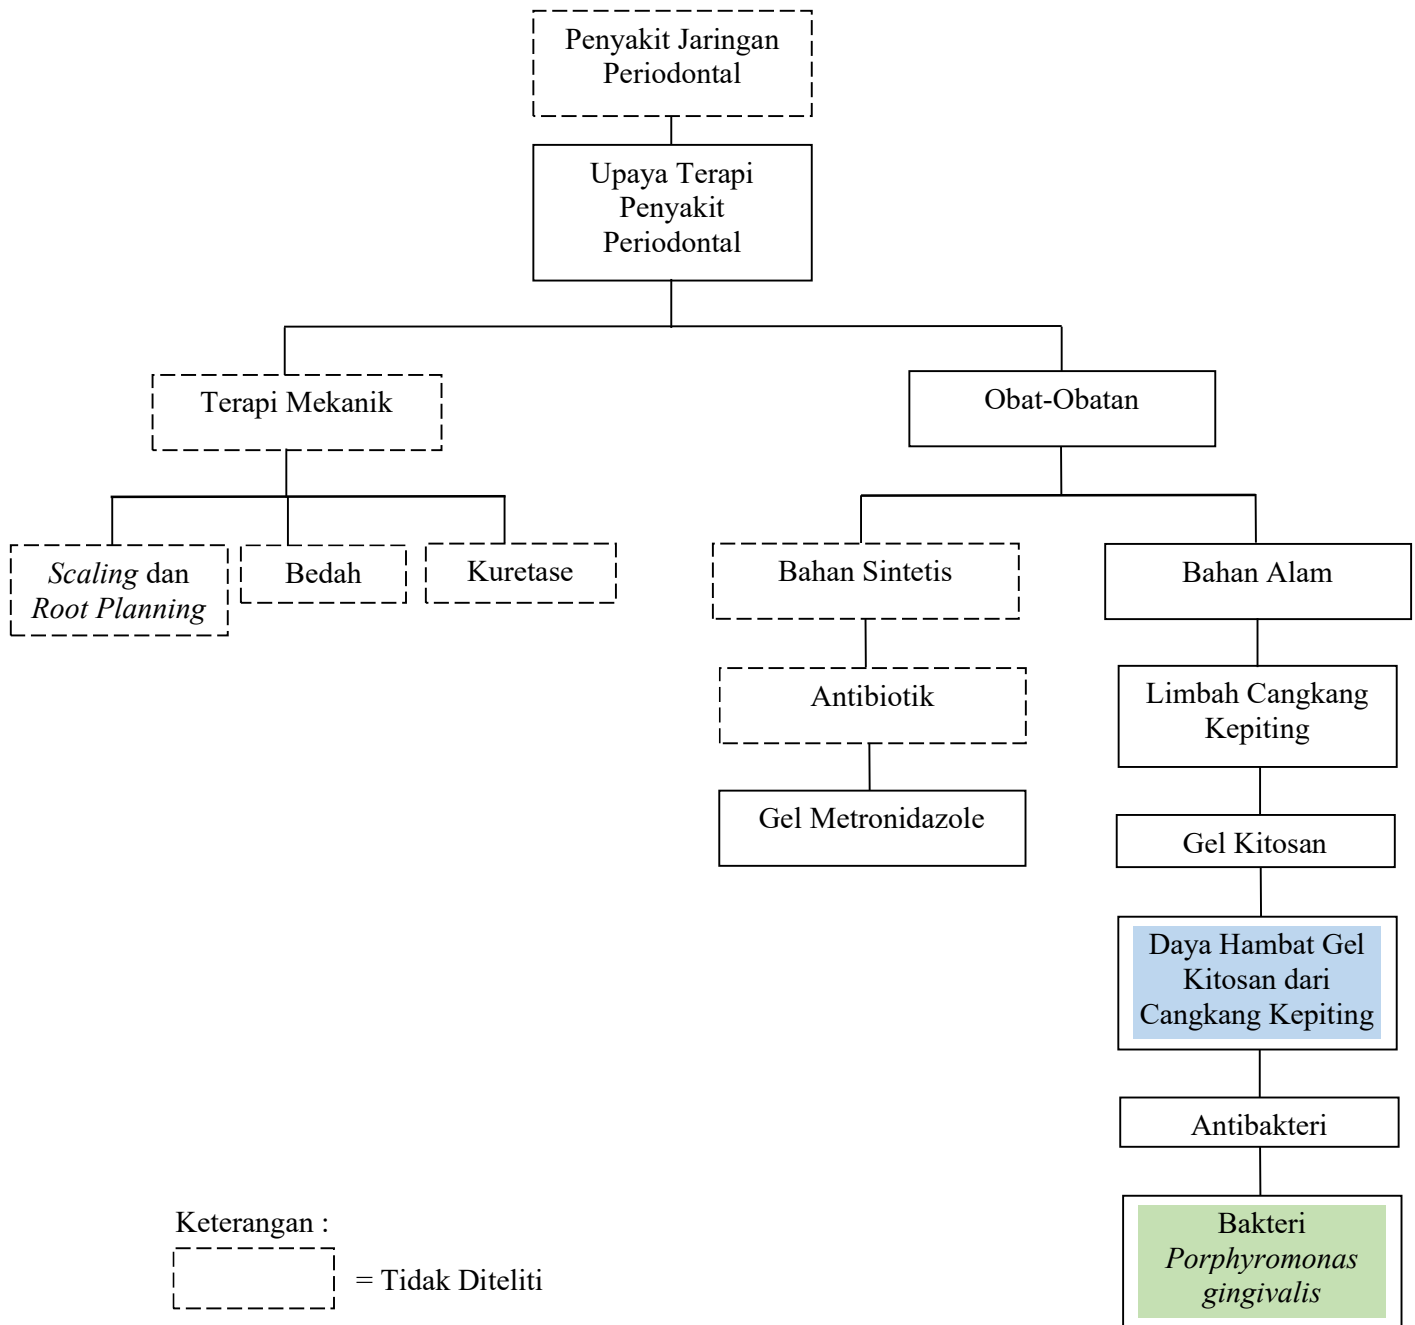 Penyakit Jaringan
Periodontal
Upaya Terapi
Penyakit
Periodontal
Terapi Mekanik
Obat-Obatan
Scaling dan
Root Planning
Bedah
Kuretase
Bahan Sintetis
Bahan Alam
Antibiotik
Limbah Cangkang
Kepiting
Gel Metronidazole
Gel Kitosan
Daya Hambat Gel
Kitosan dari
Cangkang Kepiting
Antibakteri
Bakteri
Porphyromonas
gingivalis
Keterangan :
= Tidak Diteliti